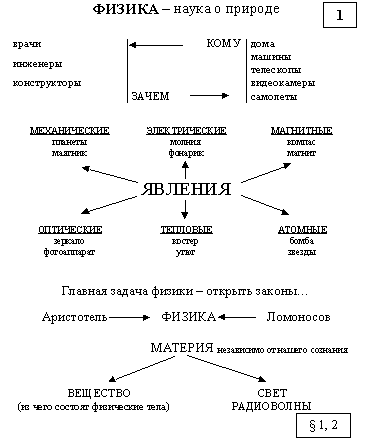 ФИЗИКА – наука о природе
1
врачи
инженеры
конструкторы
КОМУ
ЗАЧЕМ
дома
машины
телескопы
видеокамеры
самолеты
МЕХАНИЧЕСКИЕ
планеты
маятник
ЭЛЕКТРИЧЕСКИЕ
молния
фонарик
МАГНИТНЫЕ
компас
магнит
ЯВЛЕНИЯ
ОПТИЧЕСКИЕ
зеркало
фотоаппарат
ТЕПЛОВЫЕ
костер
утюг
АТОМНЫЕ
бомба
звезды
Главная задача физики – открыть законы…
Аристотель ФИЗИКА Ломоносов
МАТЕРИЯ независимо от нашего сознания
ВЕЩЕСТВО
(из чего состоят физические тела)
СВЕТ
РАДИОВОЛНЫ
§ 1, 2